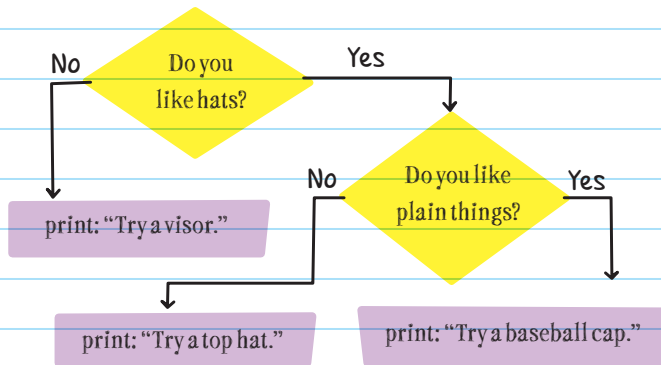 No
Do you
like hats?
Yes
No
Do you like
plain things?
Yes
print: “Try a visor.”
print: “Try a top hat.”
print: “Try a baseball cap.”